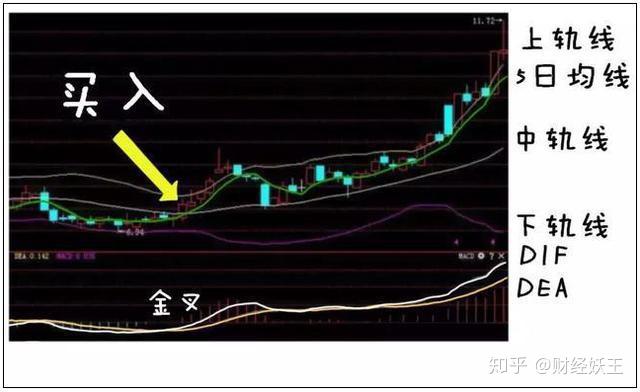 11.72
上轨线
5日均线
买入
中轨线
6.94
下轨线
DEA 0.142
MACD
DIF
DEA
金叉
知乎 @财经妖王